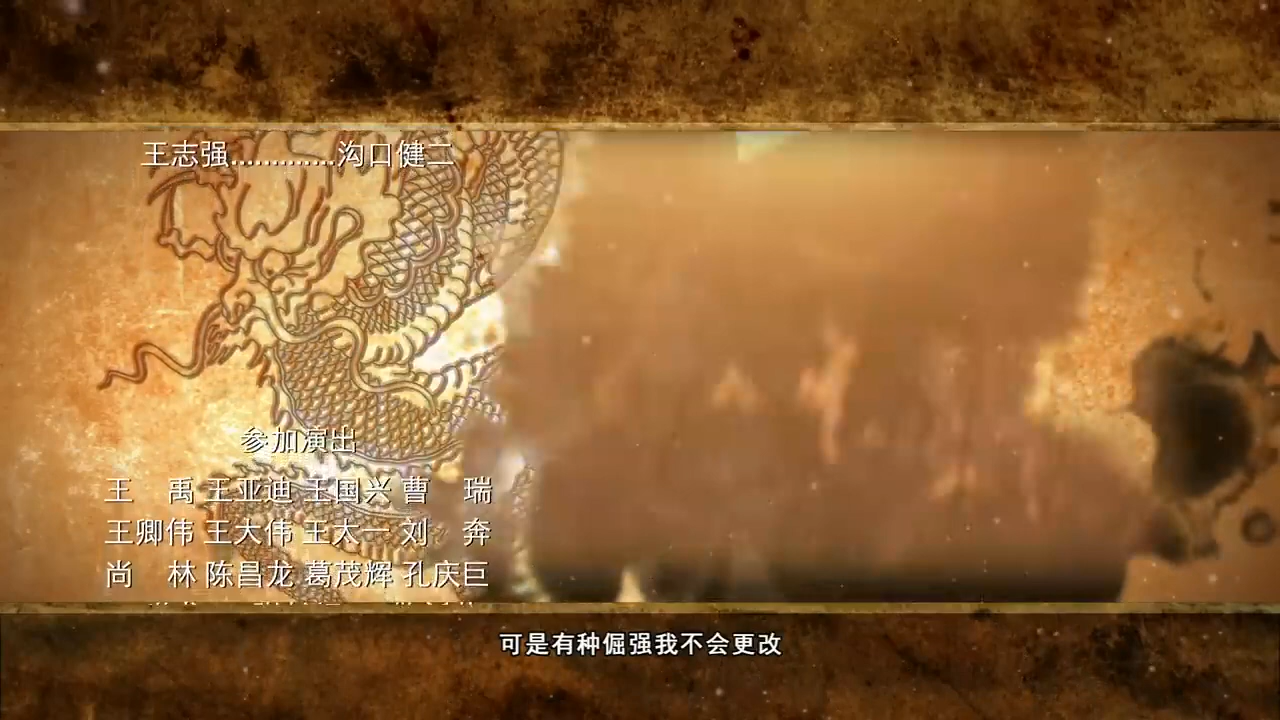 王志强.............沟口健二
参加演出
王　禹 王亚迪 王国兴 曹　瑞
王卿伟 王大伟 王太一 刘　奔
尚　林 陈昌龙 葛茂辉 孔庆巨
可是有种倔强我不会更改